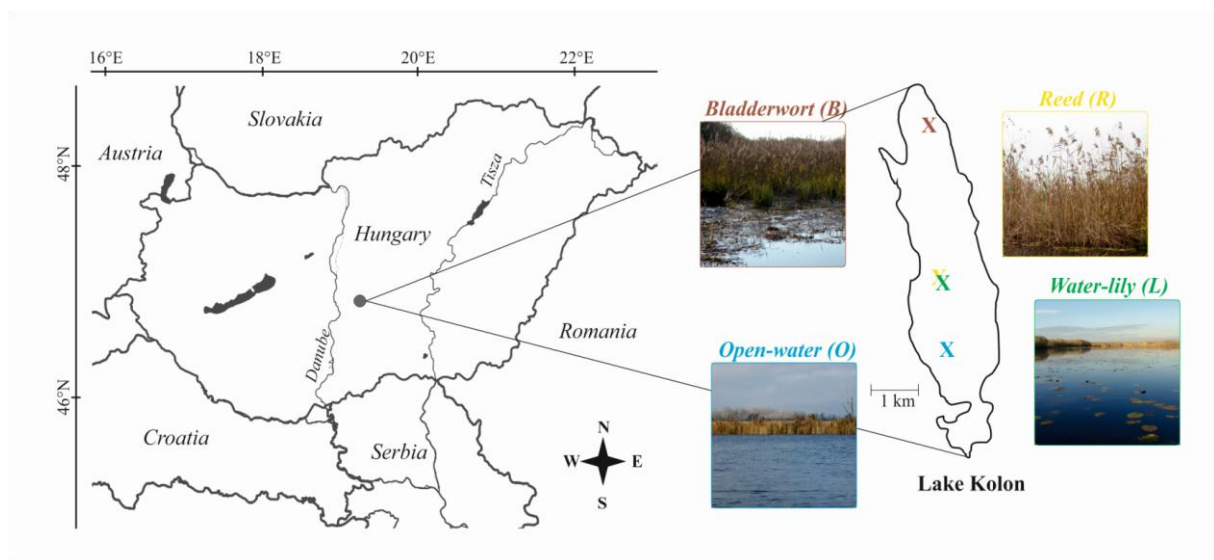 16°E
18°E
20°E
22°E
48°N
46°N
Slovakia
Austria
Hungary
Tisza
Danube
Romania
Croatia
Serbia
N
W
E
S
Bladderwort (B)
Reed (R)
Open-water (O)
Water-lily (L)
X
X
X
X
1 km
Lake Kolon